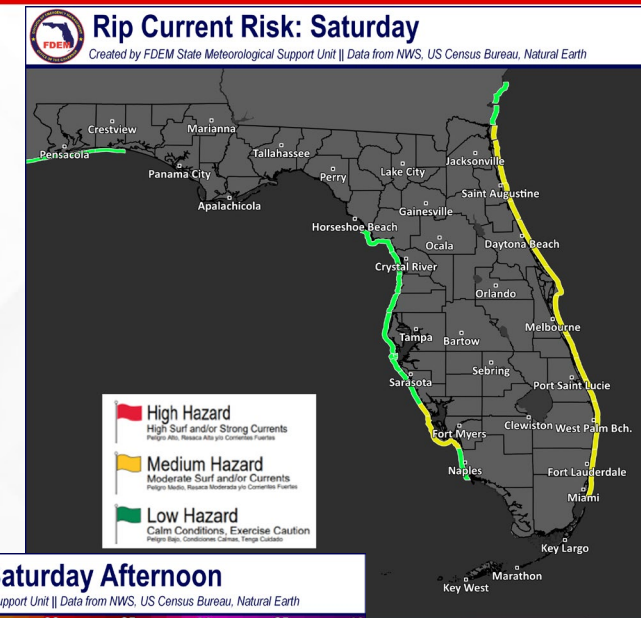 FDEM
Rip Current Risk: Saturday
Created by FDEM State Meteorological Support Unit || Data from NWS, US Census Bureau, Natural Earth
Crestview
Marianna
Pensacola
Tallahassee
Jacksonville
Panama City
Perry
Lake City
Apalachicola
Saint Augustine
Gainesville
Horseshoe Beach
Ocala
Daytona Beach
Crystal River
Orlando
Tampa
Bartow
Melbourne
Sebring
Sarasota
Port Saint Lucie
Fort Myers
Clewiston
West Palm Bch.
Naples
Fort Lauderdale
Miami
Key Largo
Marathon
Key West
High Hazard
High Surf and/or Strong Currents
Peligro Alto, Resaca Alta y/o Corrientes Fuertes
Medium Hazard
Moderate Surf and/or Currents
Peligro Medio, Resaca Moderada y/o Corrientes Fuertes
Low Hazard
Calm Conditions, Exercise Caution
Peligro Bajo, Condiciones Calmas, Tenga Cuidado
aturday Afternoon
upport Unit || Data from NWS, US Census Bureau, Natural Earth